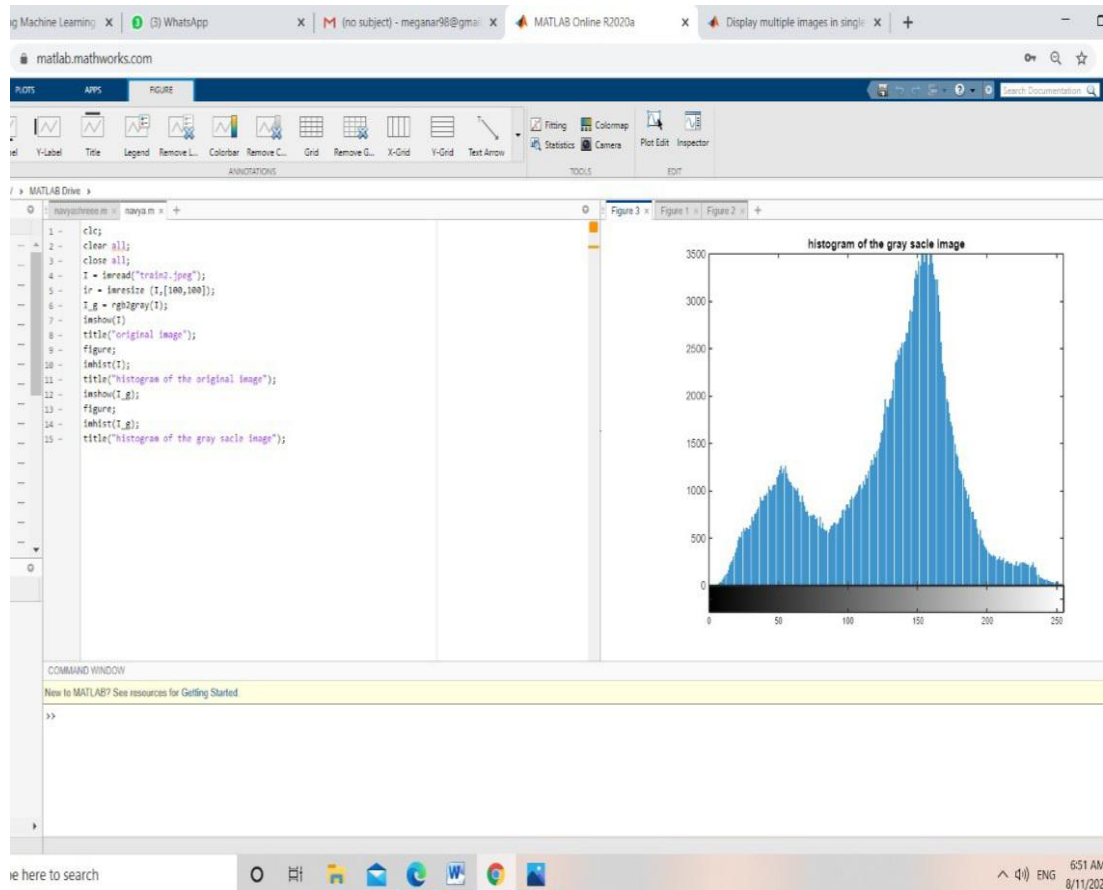 g Machine Learning
(3) WhatsApp
M (no subject) - meganar98@gmai
MATLAB Online R2020a
Display multiple images in single
matlab.mathworks.com
PLOTS APPS FIGURE
Search Documentation
Y-Label Title Legend Remove L... Colorbar Remove C... Grid Remove G... X-Grid Y-Grid Text Arrow
Fitting Colormap
Statistics Camera
Plot Edit Inspector
ANNOTATIONS TOOLS EDIT
/ > MATLAB Drive >
navyashreee.m navya.m
1 - clc;
2 - clear all;
3 - close all;
4 - I = imread("train2.jpeg");
5 - ir = imresize (I,[100,100]);
6 - I_g = rgb2gray(I);
7 - imshow(I)
8 - title("original image");
9 - figure;
10 - imhist(I);
11 - title("histogram of the original image");
12 - imshow(I_g);
13 - figure;
14 - imhist(I_g);
15 - title("histogram of the gray sacle image");
Figure 3 Figure 1 Figure 2
histogram of the gray sacle image
3500
3000
2500
2000
1500
1000
500
0
0 50 100 150 200 250
COMMAND WINDOW
New to MATLAB? See resources for Getting Started
>>
pe here to search
ENG
6:51 AM
8/11/202